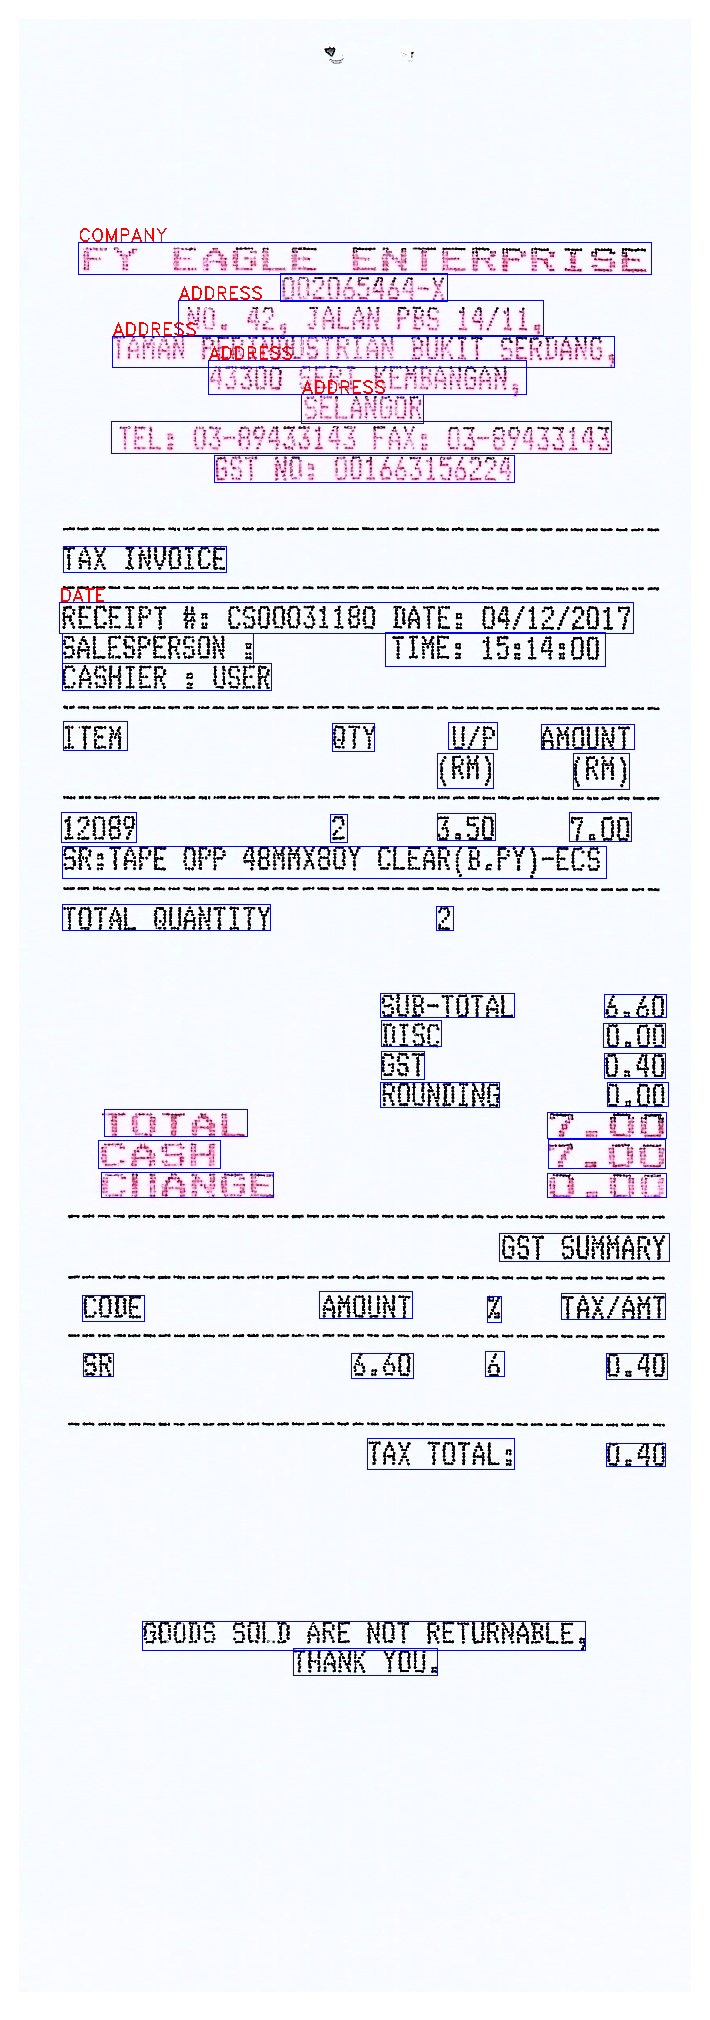 COMPANY
FY EAGLE ENTERPRISE
002065464-X
ADDRESS
NO. 42, JALAN PBS 14/11,
ADDRESS
TAMAN PERINDUSTRIAN BUKIT SERDANG,
ADDRESS
43300 SERI KEMBANGAN,
ADDRESS
SELANGOR
TEL: 03-89433143 FAX: 03-89433143
GST NO: 001663156224
TAX INVOICE
DATE
RECEIPT #: CS00031180 DATE: 04/12/2017
SALESPERSON : TIME: 15:14:00
CASHIER : USER
ITEM QTY U/P AMOUNT
(RM) (RM)
12089 2 3.50 7.00
SR:TAPE OPP 48MMX80Y CLEAR(B.PY)-ECS
TOTAL QUANTITY 2
SUB-TOTAL 6.60
DISC 0.00
GST 0.40
ROUNDING 0.00
TOTAL 7.00
CASH 7.00
CHANGE 0.00
GST SUMMARY
CODE AMOUNT % TAX/AMT
SR 6.60 6 0.40
TAX TOTAL: 0.40
GOODS SOLD ARE NOT RETURNABLE,
THANK YOU.